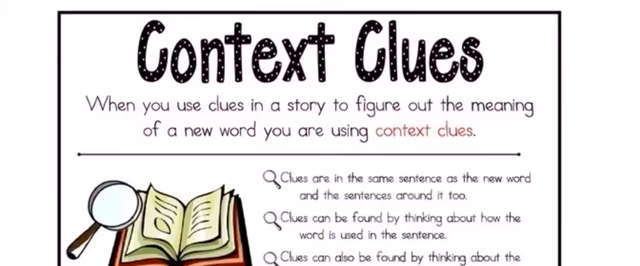 Context Clues
When you use clues in a story to figure out the meaning
of a new word you are using context clues.
Clues are in the same sentence as the new word
and the sentences around it too.
Clues can be found by thinking about how the
word is used in the sentence.
Clues can also be found by thinking about the